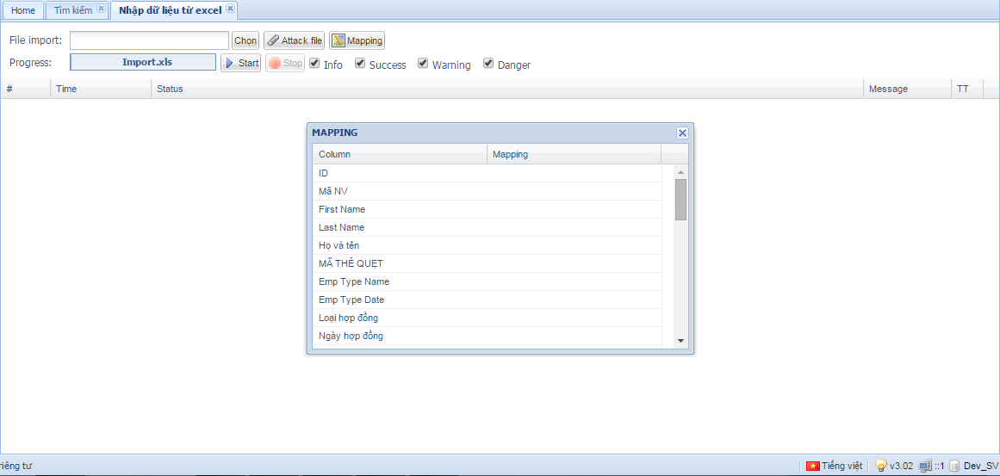 Home Tìm kiếm Nhập dữ liệu từ excel
File import: Chọn Attack file Mapping
Progress: Import.xls Start Stop Info Success Warning Danger
# Time Status Message TT
MAPPING
Column Mapping
ID
Mã NV
First Name
Last Name
Họ và tên
MÃ THẺ QUẸT
Emp Type Name
Emp Type Date
Loại hợp đồng
Ngày hợp đồng
riêng tư Tiếng việt v3.02 ::1 Dev_SV